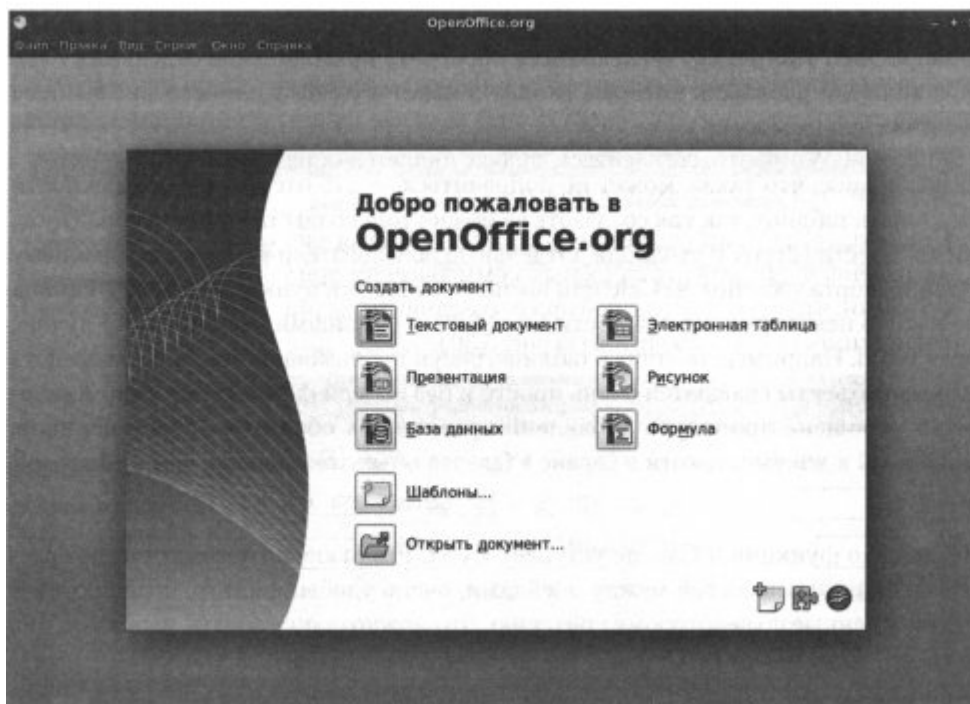 OpenOffice.org
Файл Правка Вид Сервис Окно Справка
Добро пожаловать в
OpenOffice.org
Создать документ
Текстовый документ
Электронная таблица
Презентация
Рисунок
База данных
Формула
Шаблоны...
Открыть документ...